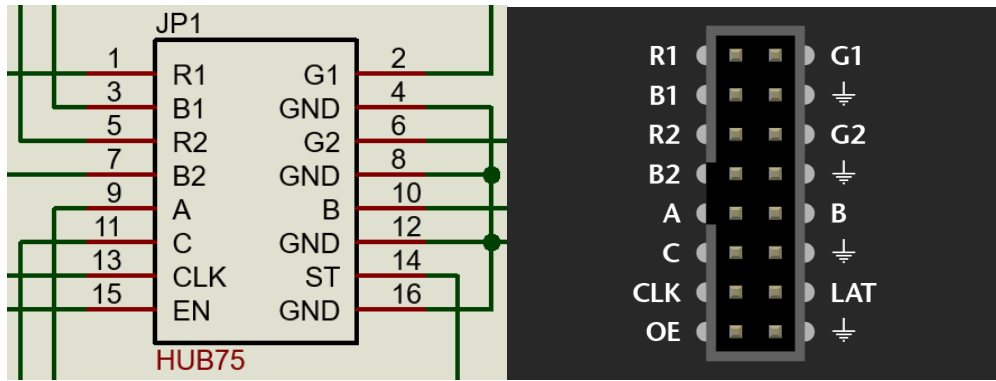 JP1
1 R1 G1 2
3 B1 GND 4
5 R2 G2 6
7 B2 GND 8
9 A B 10
11 C GND 12
13 CLK ST 14
15 EN GND 16
HUB75
R1 G1
B1
R2 G2
B2
A B
C
CLK LAT
OE